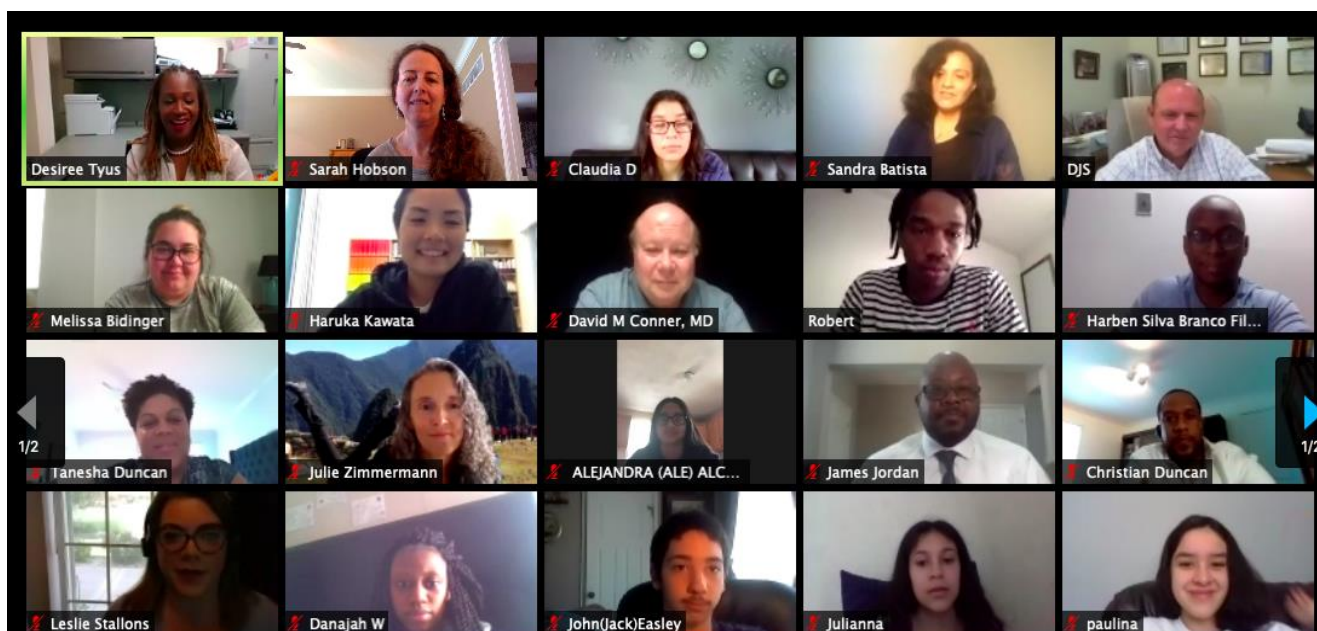 Desiree Tyus
Sarah Hobson
Claudia D
Sandra Batista
DJS
Melissa Bidinger
Haruka Kawata
David M Conner, MD
Robert
Harben Silva Branco Fil...
1/2
Tanesha Duncan
Julie Zimmermann
ALEJANDRA (ALE) ALC...
James Jordan
Christian Duncan
1/2
Leslie Stallons
Danajah W
John(Jack)Easley
Julianna
paulina